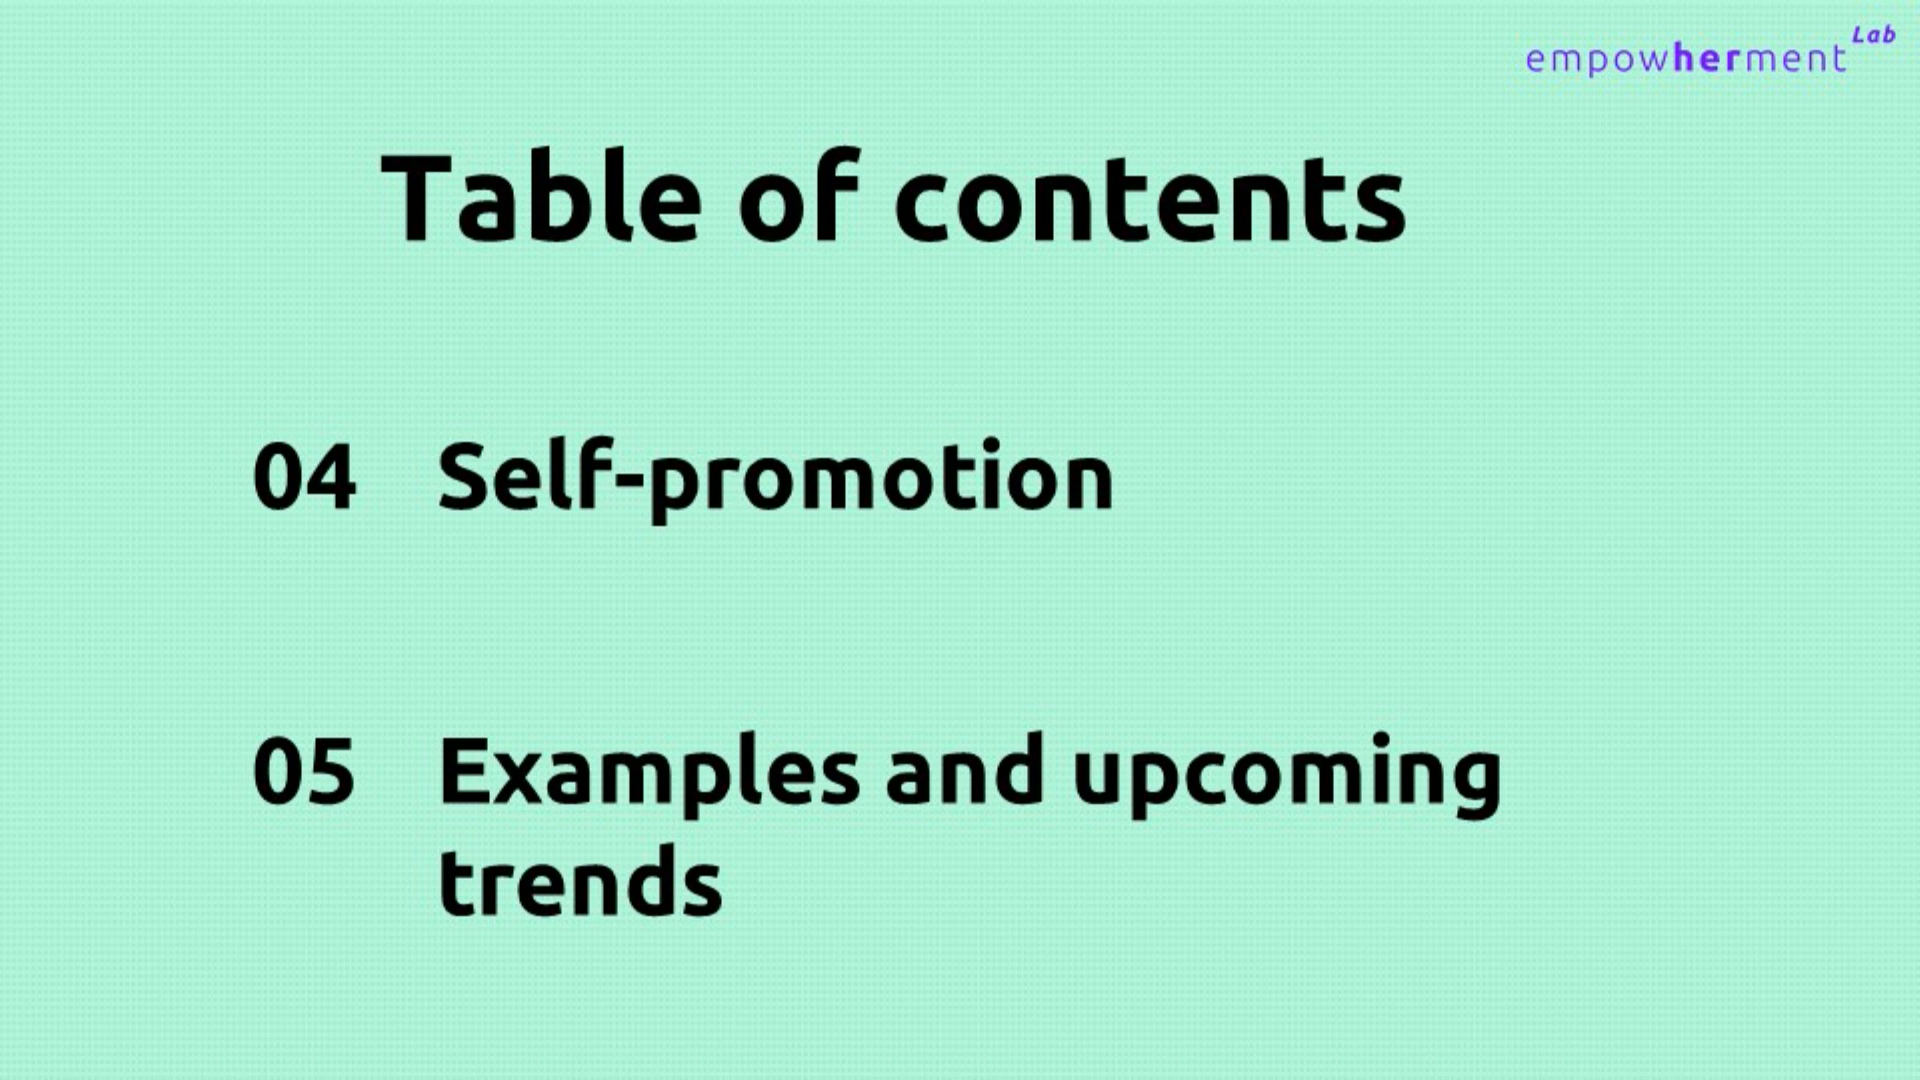 empowherment Lab
Table of contents
04 Self-promotion
05 Examples and upcoming
trends